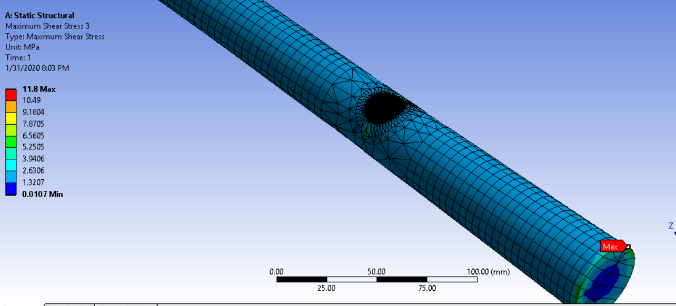 A: Static Structural
Maximum Shear Stress 3
Type: Maximum Shear Stress
Unit: MPa
Time: 1
1/31/2020 8:03 PM
11.8 Max
10.49
9.1804
7.8705
6.5605
5.2505
3.9406
2.6306
1.3207
0.0107 Min
Max
Z
0.00 50.00 100.00 (mm)
25.00 75.00